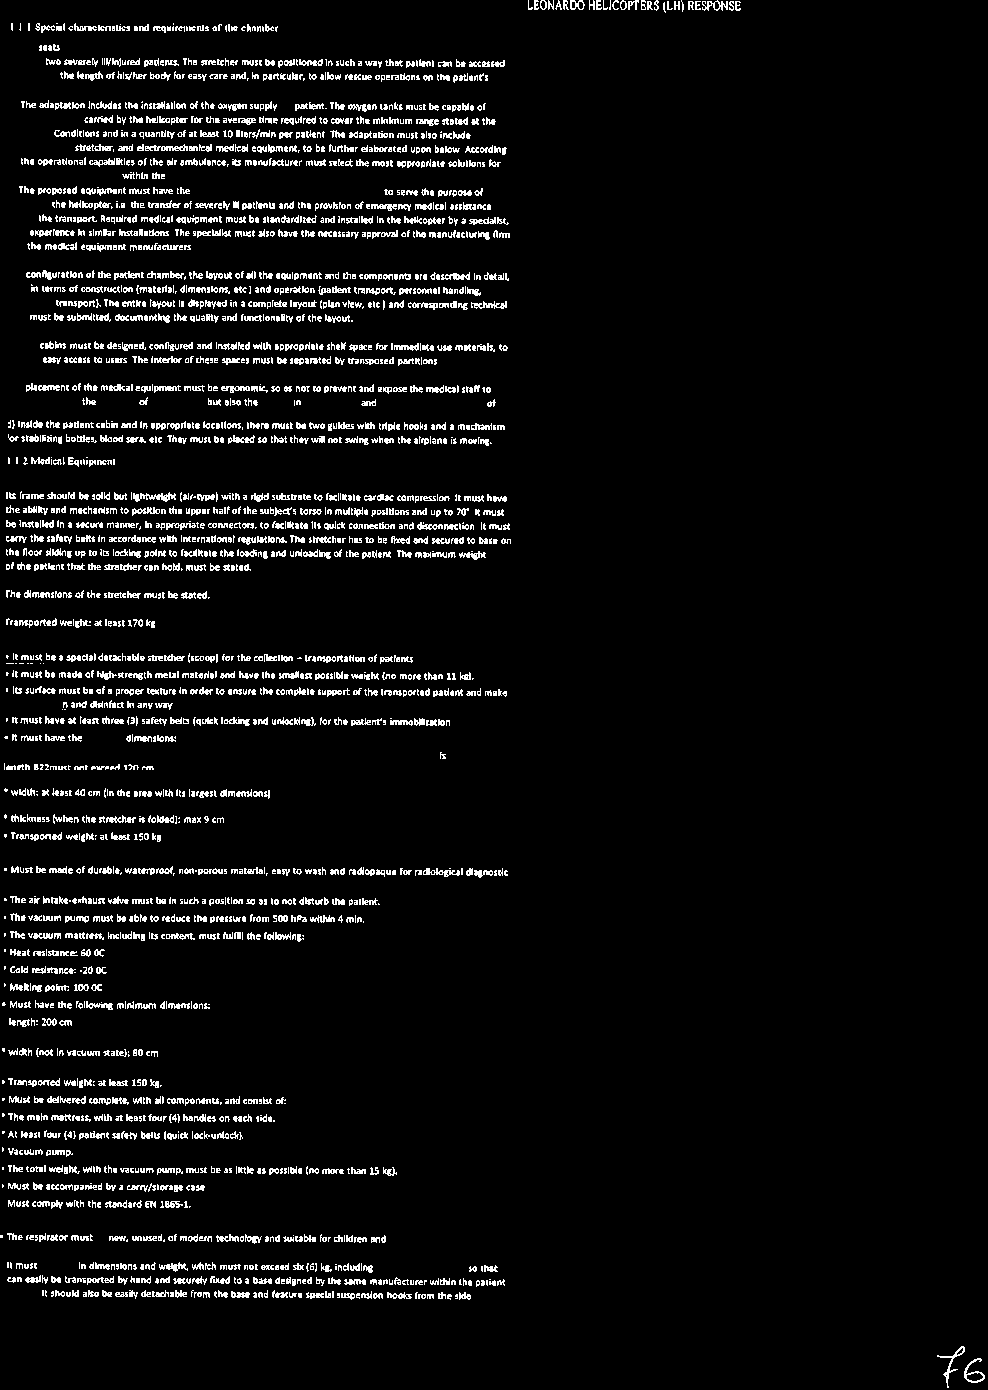 LEONARDO HELICOPTERS (LH) RESPONSE
1 1 1 Special characteristics and requirements of the chamber
seats
two severely ill/injured patients. The stretcher must be positioned in such a way that patient can be accessed
the length of his/her body for easy care and, in particular, to allow rescue operations on the patient's
The adaptation includes the installation of the oxygen supply patient. The oxygen tanks must be capable of
carried by the helicopter for the average time required to cover the minimum range stated at the
Conditions and in a quantity of at least 10 liters/min per patient The adaptation must also include
stretcher, and electromechanical medical equipment, to be further elaborated upon below According
the operational capabilities of the air ambulance, its manufacturer must select the most appropriate solutions for
within the
The proposed equipment must have the to serve the purpose of
the helicopter, i.e. the transfer of severely ill patients and the provision of emergency medical assistance
the transport. Required medical equipment must be standardized and installed in the helicopter by a specialist,
experience in similar installations The specialist must also have the necessary approval of the manufacturing firm
the medical equipment manufacturers
configuration of the patient chamber, the layout of all the equipment and the components are described in detail,
in terms of construction (material, dimensions, etc) and operation (patient transport, personnel handling,
transport). The entire layout is displayed in a complete layout (plan view, etc) and corresponding technical
must be submitted, documenting the quality and functionality of the layout.
cabins must be designed, configured and installed with appropriate shelf space for immediate use materials, to
easy access to users The interior of these spaces must be separated by transposed partitions
placement of the medical equipment must be ergonomic, so as not to prevent and expose the medical staff to
the of but also the in and of
d) Inside the patient cabin and in appropriate locations, there must be two guides with triple hooks and a mechanism
for stabilizing bottles, blood sera, etc They must be placed so that they will not swing when the airplane is moving.
1 1 2 Medical Equipment
Its frame should be solid but lightweight (air-type) with a rigid substrate to facilitate cardiac compression It must have
the ability and mechanism to position the upper half of the subject's torso in multiple positions and up to 70° It must
be installed in a secure manner, in appropriate connectors, to facilitate its quick connection and disconnection It must
carry the safety belts in accordance with international regulations. The stretcher has to be fixed and secured to base on
the floor sliding up to its locking point to facilitate the loading and unloading of the patient The maximum weight
of the patient that the stretcher can hold, must be stated.
The dimensions of the stretcher must be stated.
Transported weight: at least 170 kg
• It must be a special detachable stretcher (scoop) for the collection – transportation of patients
• It must be made of high-strength metal material and have the smallest possible weight (no more than 11 kg).
• Its surface must be of a proper texture in order to ensure the complete support of the transported patient and make
n and disinfect in any way
• It must have at least three (3) safety belts (quick locking and unlocking), for the patient's immobilization
• It must have the dimensions:
is
length 822must not exceed 120 cm
* width: at least 40 cm (in the area with its largest dimensions)
* thickness (when the stretcher is folded): max 9 cm
• Transported weight: at least 150 kg
• Must be made of durable, waterproof, non-porous material, easy to wash and radiopaque for radiological diagnostic
• The air intake-exhaust valve must be in such a position so as to not disturb the patient.
• The vacuum pump must be able to reduce the pressure from 500 hPa within 4 min.
• The vacuum mattress, including its content, must fulfill the following:
* Heat resistance: 60 0C
* Cold resistance: -20 0C
* Melting point: 100 0C
• Must have the following minimum dimensions:
length: 200 cm
* width (not in vacuum state): 80 cm
• Transported weight: at least 150 kg.
• Must be delivered complete, with all components, and consist of:
* The main mattress, with at least four (4) handles on each side.
* At least four (4) patient safety belts (quick lock-unlock).
* Vacuum pump.
• The total weight, with the vacuum pump, must be as little as possible (no more than 15 kg).
• Must be accompanied by a carry/storage case
Must comply with the standard EN 1865-1.
• The respirator must new, unused, of modern technology and suitable for children and
It must in dimensions and weight, which must not exceed six (6) kg, including so that
can easily be transported by hand and securely fixed to a base designed by the same manufacturer within the patient
It should also be easily detachable from the base and feature special suspension hooks from the side
76